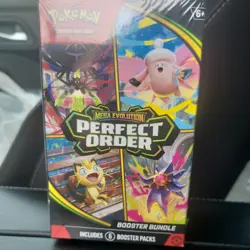 Pokémon
6+
MEGA EVOLUTION
PERFECT ORDER
BOOSTER BUNDLE
INCLUDES 6 BOOSTER PACKS